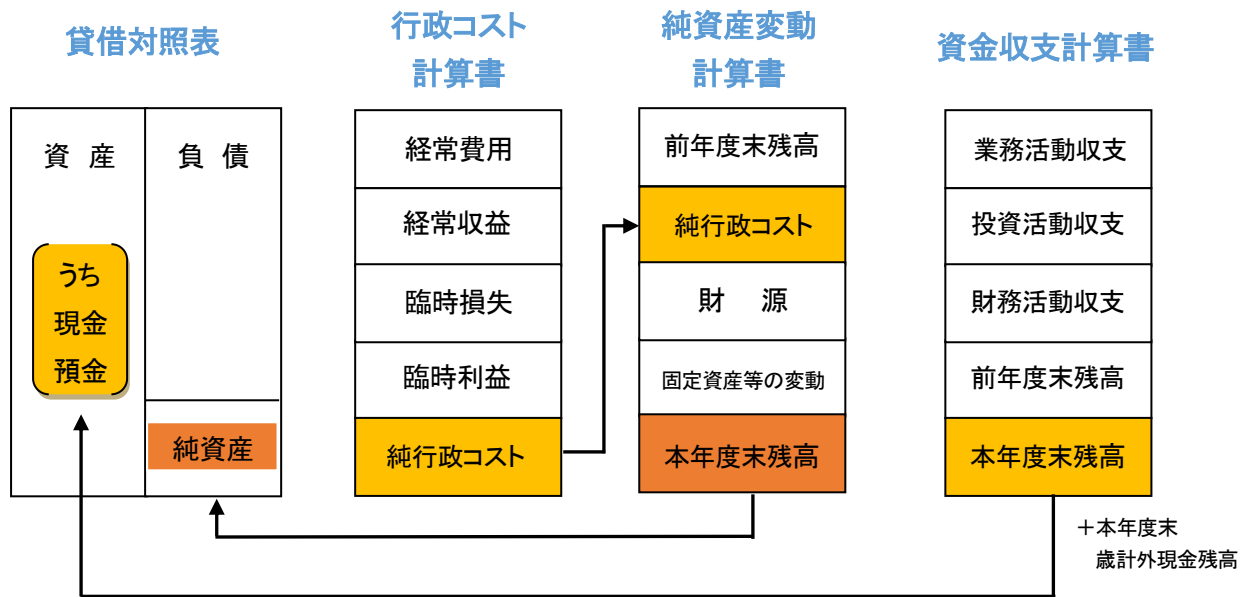 貸借対照表
資　産
負　債
うち
現金
預金
純資産
行政コスト
計算書
経常費用
経常収益
臨時損失
臨時利益
純行政コスト
純資産変動
計算書
前年度末残高
純行政コスト
財　源
固定資産等の変動
本年度末残高
資金収支計算書
業務活動収支
投資活動収支
財務活動収支
前年度末残高
本年度末残高
＋本年度末
歳計外現金残高